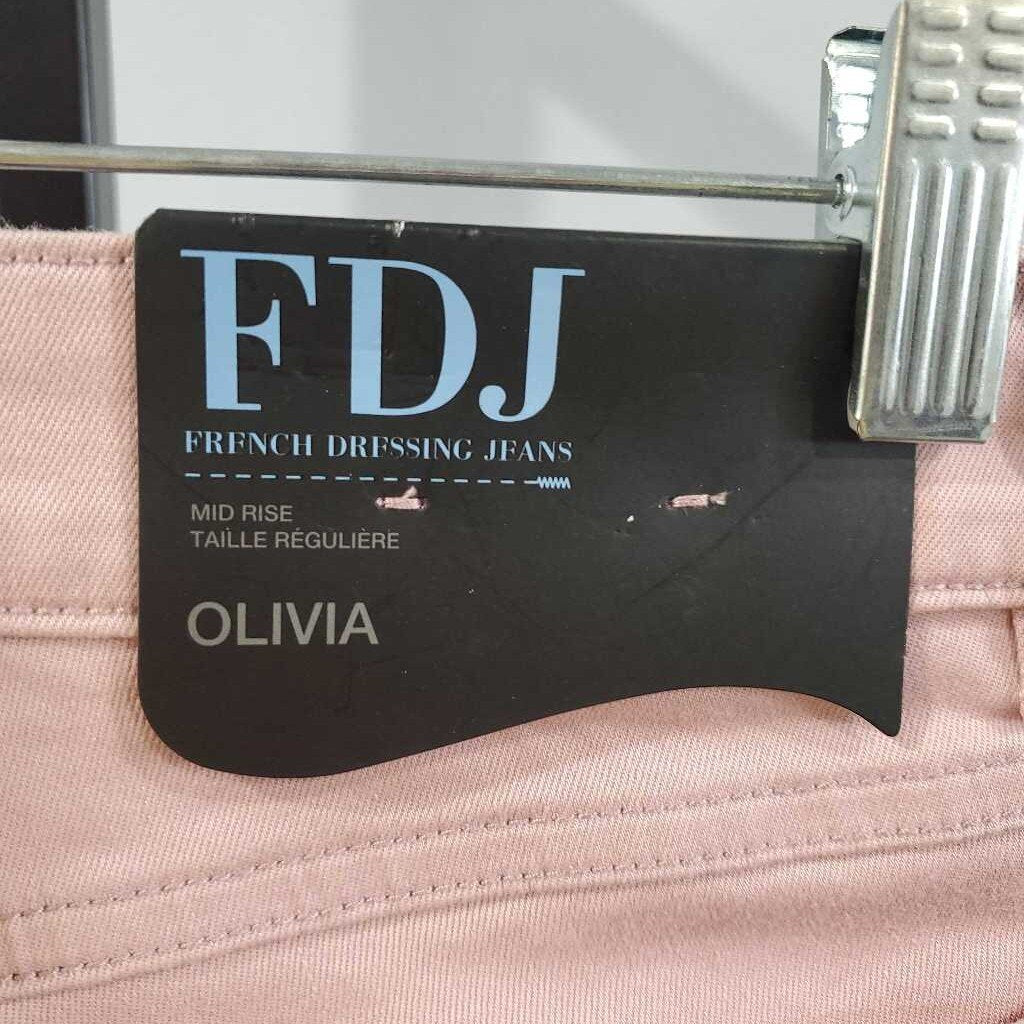 FDJ
FRENCH DRESSING JEANS
MID RISE
TAILLE RÉGULIÈRE
OLIVIA